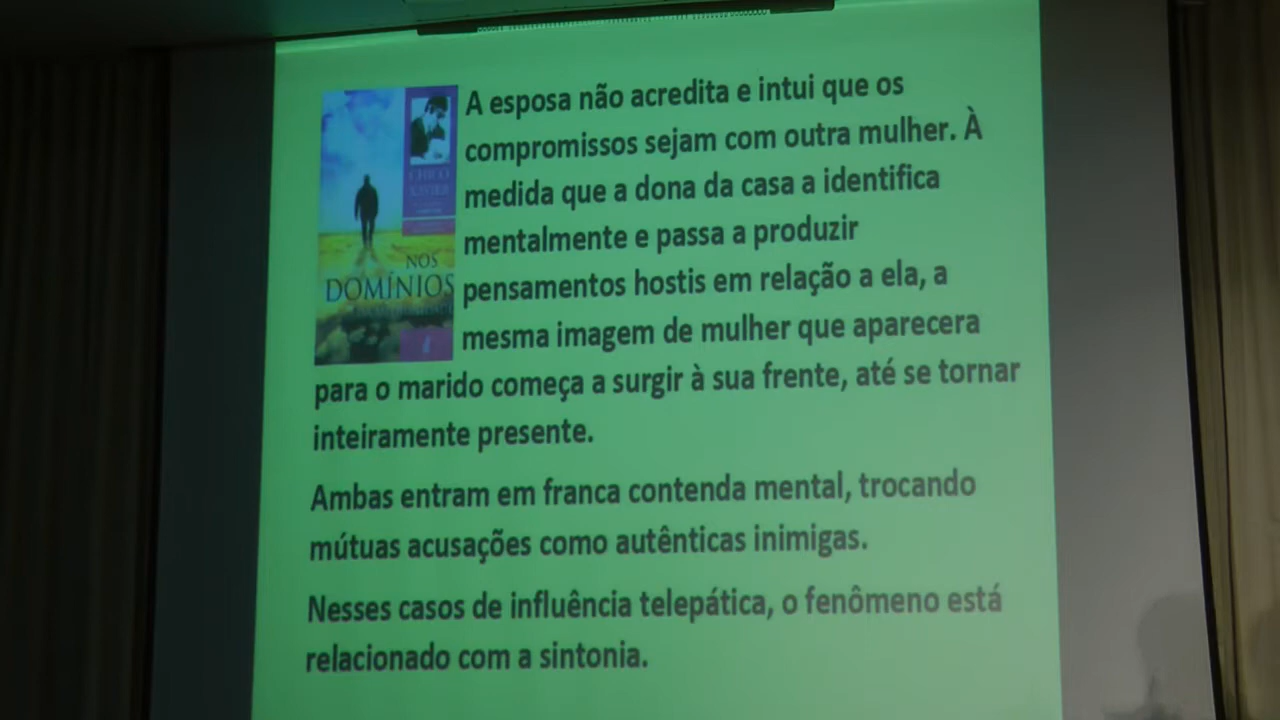 A esposa não acredita e intui que os
compromissos sejam com outra mulher. À
medida que a dona da casa a identifica
mentalmente e passa a produzir
pensamentos hostis em relação a ela, a
mesma imagem de mulher que aparecera
para o marido começa a surgir à sua frente, até se tornar
inteiramente presente.
Ambas entram em franca contenda mental, trocando
mútuas acusações como autênticas inimigas.
Nesses casos de influência telepática, o fenômeno está
relacionado com a sintonia.
CHICO
XAVIER
NOS
DOMÍNIOS